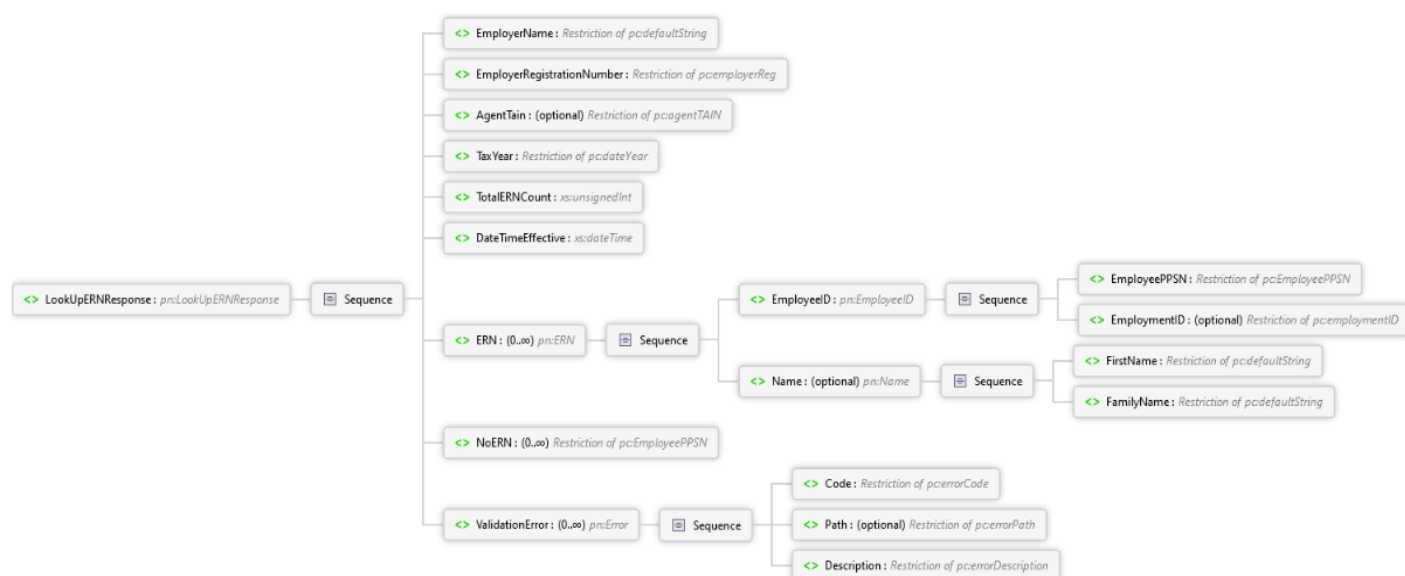 <> EmployerName : Restriction of pc:defaultString
<> EmployerRegistrationNumber : Restriction of pc:employerReg
<> AgentTain : (optional) Restriction of pc:agentTAIN
<> TaxYear : Restriction of pc:dateYear
<> TotalERNCount : xs:unsignedInt
<> DateTimeEffective : xs:dateTime
<> LookUpERNResponse : pn:LookUpERNResponse
Sequence
<> ERN : (0..∞) pn:ERN
Sequence
<> EmployeeID : pn:EmployeeID
Sequence
<> EmployeePPSN : Restriction of pc:EmployeePPSN
<> EmploymentID : (optional) Restriction of pc:employmentID
<> Name : (optional) pn:Name
Sequence
<> FirstName : Restriction of pc:defaultString
<> FamilyName : Restriction of pc:defaultString
<> NoERN : (0..∞) Restriction of pc:EmployeePPSN
<> ValidationError : (0..∞) pn:Error
Sequence
<> Code : Restriction of pc:errorCode
<> Path : (optional) Restriction of pc:errorPath
<> Description : Restriction of pc:errorDescription